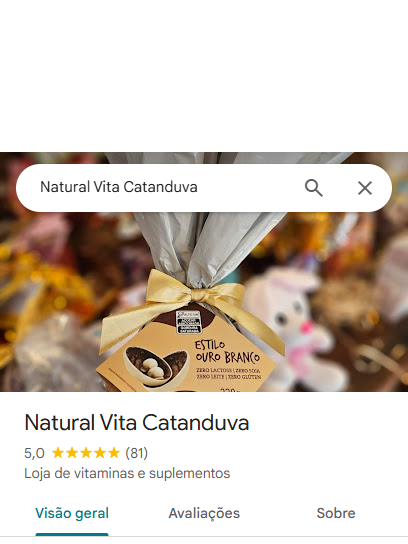 Natural Vita Catanduva
ESTILO
OURO BRANCO
ZERO LACTOSE | ZERO SOJA
ZERO LEITE | ZERO GLÚTEN
Natural Vita Catanduva
5,0 ★★★★★ (81)
Loja de vitaminas e suplementos
Visão geral Avaliações Sobre